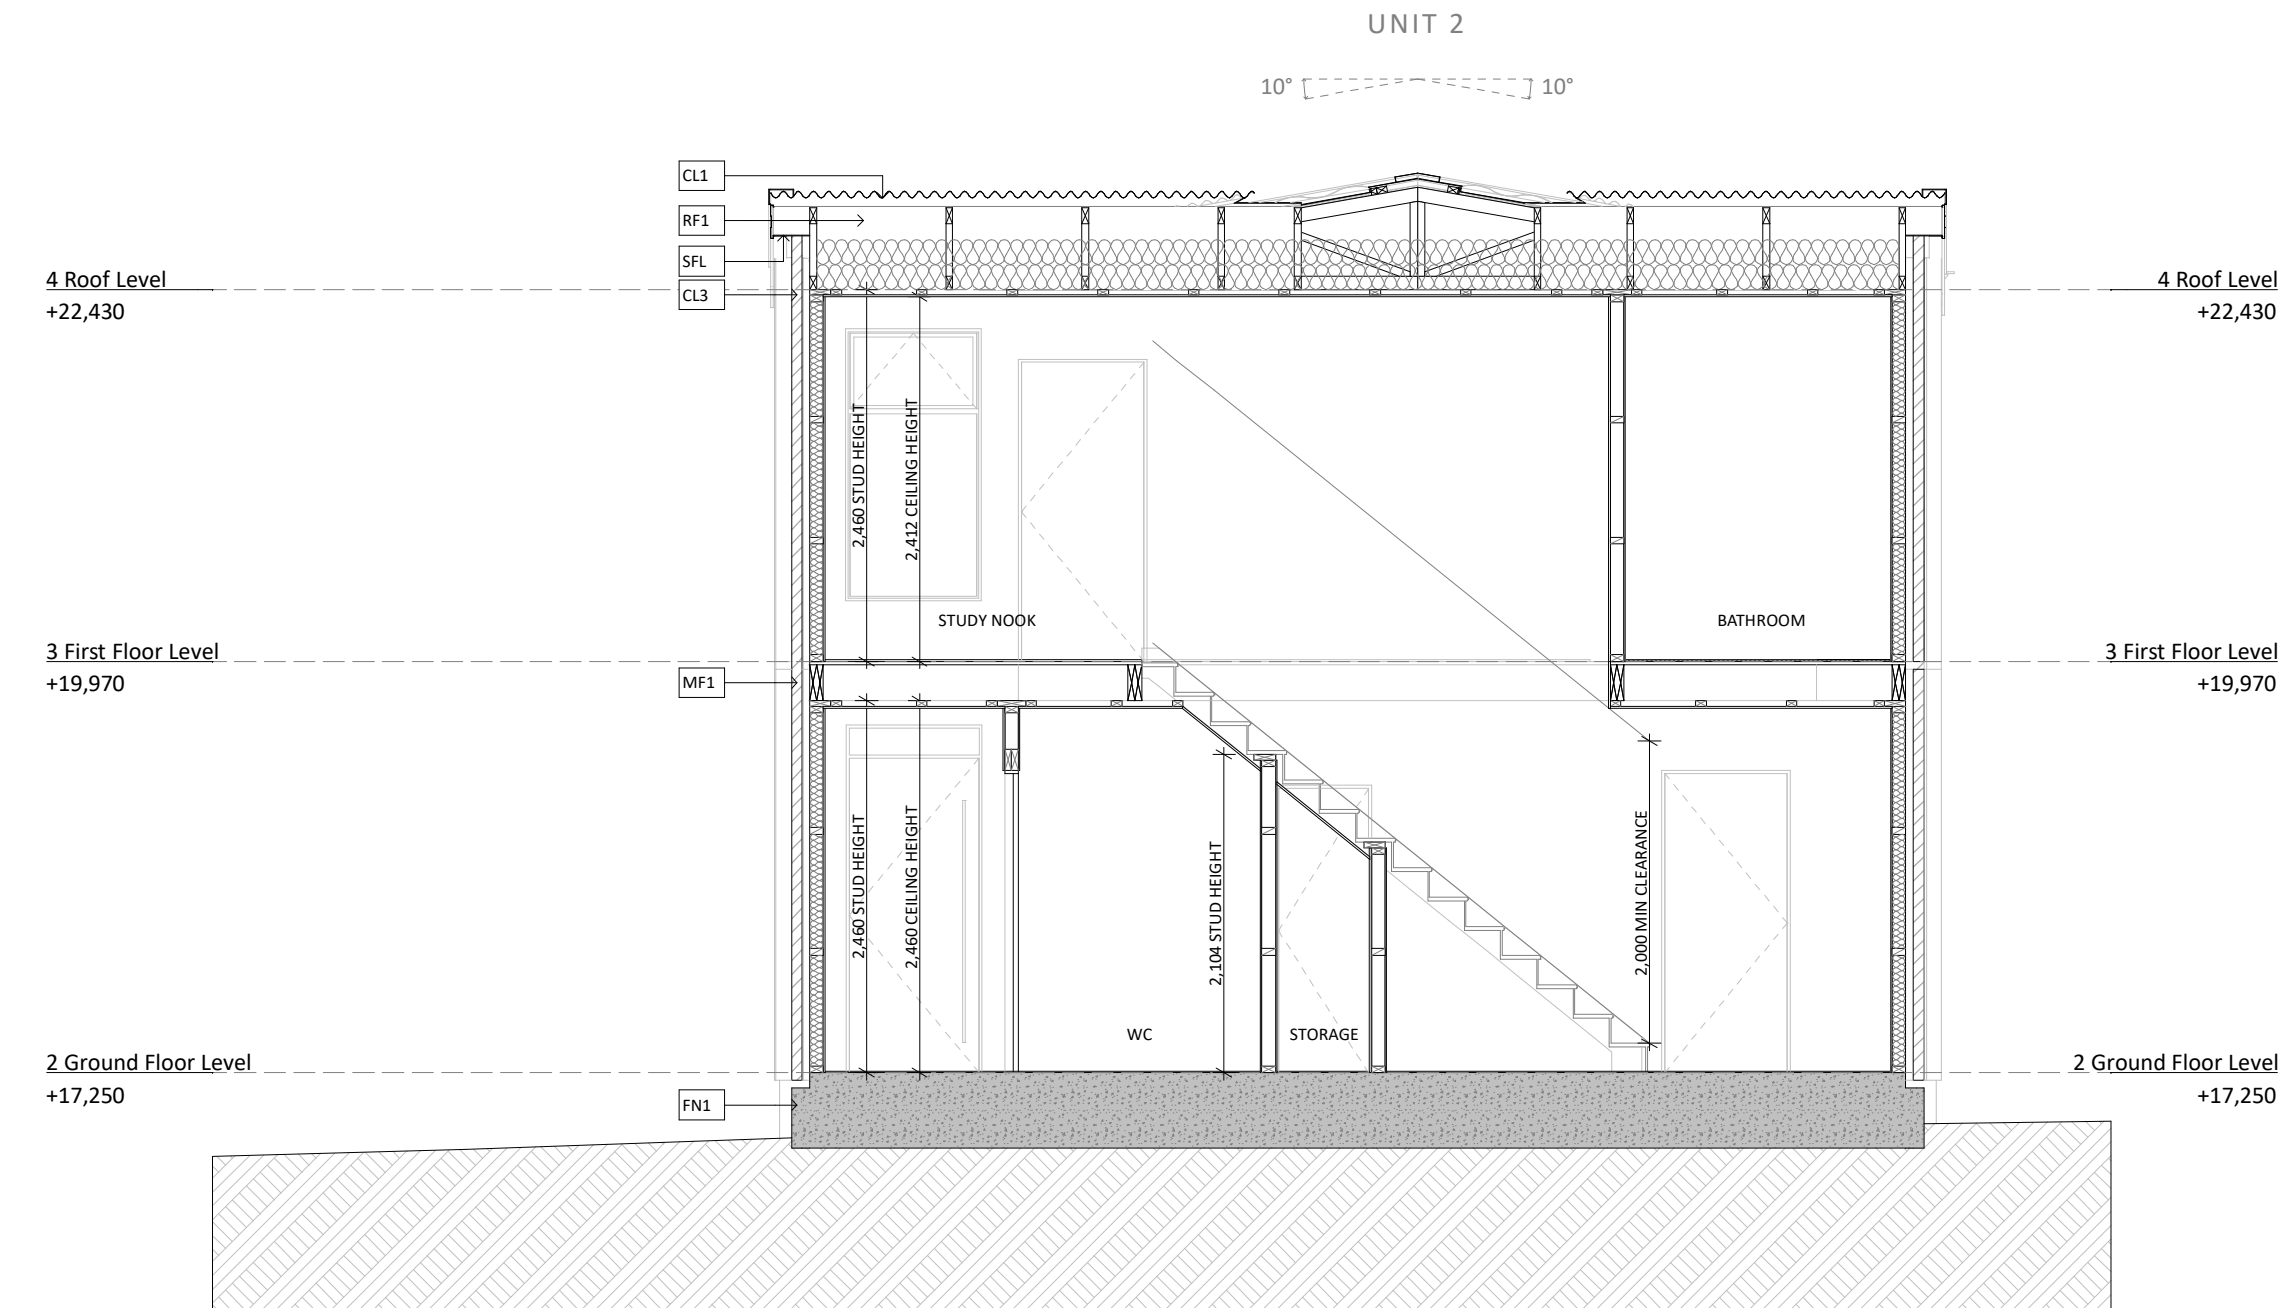 UNIT 2
10° 10°
CL1
RF1
SFL
CL3
4 Roof Level
+22,430
4 Roof Level
+22,430
2,460 STUD HEIGHT
2,412 CEILING HEIGHT
STUDY NOOK
BATHROOM
3 First Floor Level
+19,970
MF1
3 First Floor Level
+19,970
2,460 STUD HEIGHT
2,460 CEILING HEIGHT
2,104 STUD HEIGHT
2,000 MIN CLEARANCE
WC
STORAGE
2 Ground Floor Level
+17,250
FN1
2 Ground Floor Level
+17,250